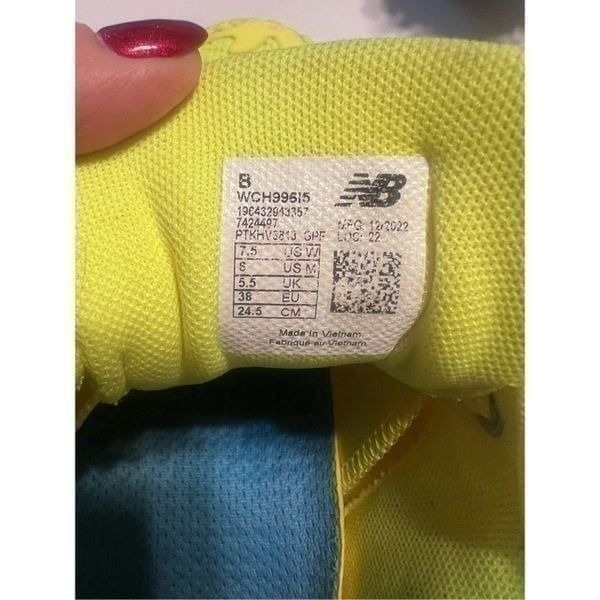 B
WCH996I5
196432943357
7424497
PTKHV3813 GPF
NB
MFG: 12/2022
LOC: 22
7.5 US W
6 US M
5.5 UK
38 EU
24.5 CM
Made in Vietnam
Fabriqué au Vietnam